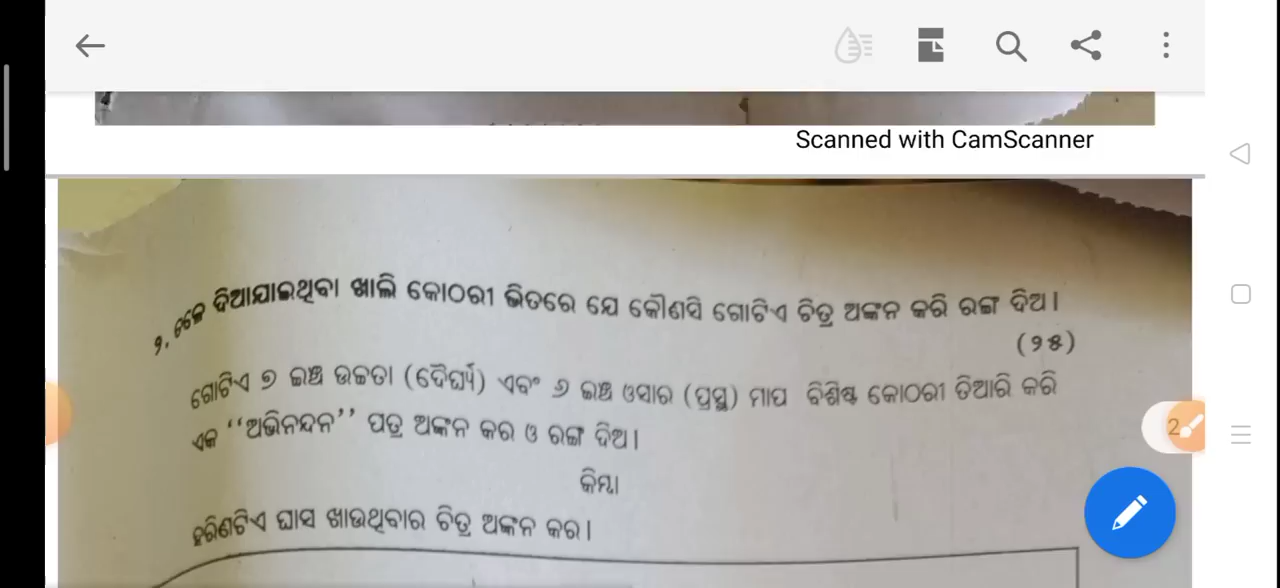 Scanned with CamScanner
୨. ତଳେ ଦିଆଯାଇଥିବା ଖାଲି କୋଠରୀ ଭିତରେ ଯେ କୌଣସି ଗୋଟିଏ ଚିତ୍ର ଅଙ୍କନ କରି ରଙ୍ଗ ଦିଅ।
(୨୫)
ଗୋଟିଏ ୭ ଇଞ୍ଚ ଉଚ୍ଚତା (ଦୈର୍ଘ୍ୟ) ଏବଂ ୬ ଇଞ୍ଚ ଓସାର (ପ୍ରସ୍ଥ) ମାପ ବିଶିଷ୍ଟ କୋଠରୀ ତିଆରି କରି
ଏକ ‘‘ଅଭିନନ୍ଦନ’’ ପତ୍ର ଅଙ୍କନ କର ଓ ରଙ୍ଗ ଦିଅ।
କିମ୍ବା
ହରିଣଟିଏ ଘାସ ଖାଉଥିବାର ଚିତ୍ର ଅଙ୍କନ କର।
2